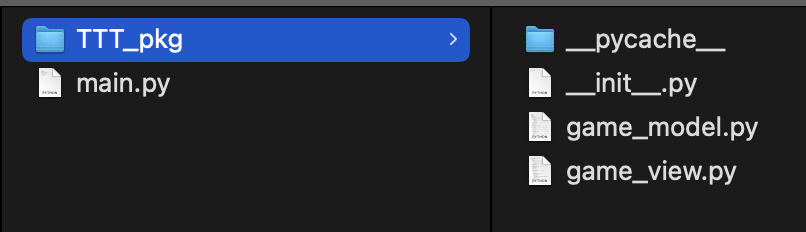 TTT_pkg
main.py
__pycache__
__init__.py
game_model.py
game_view.py